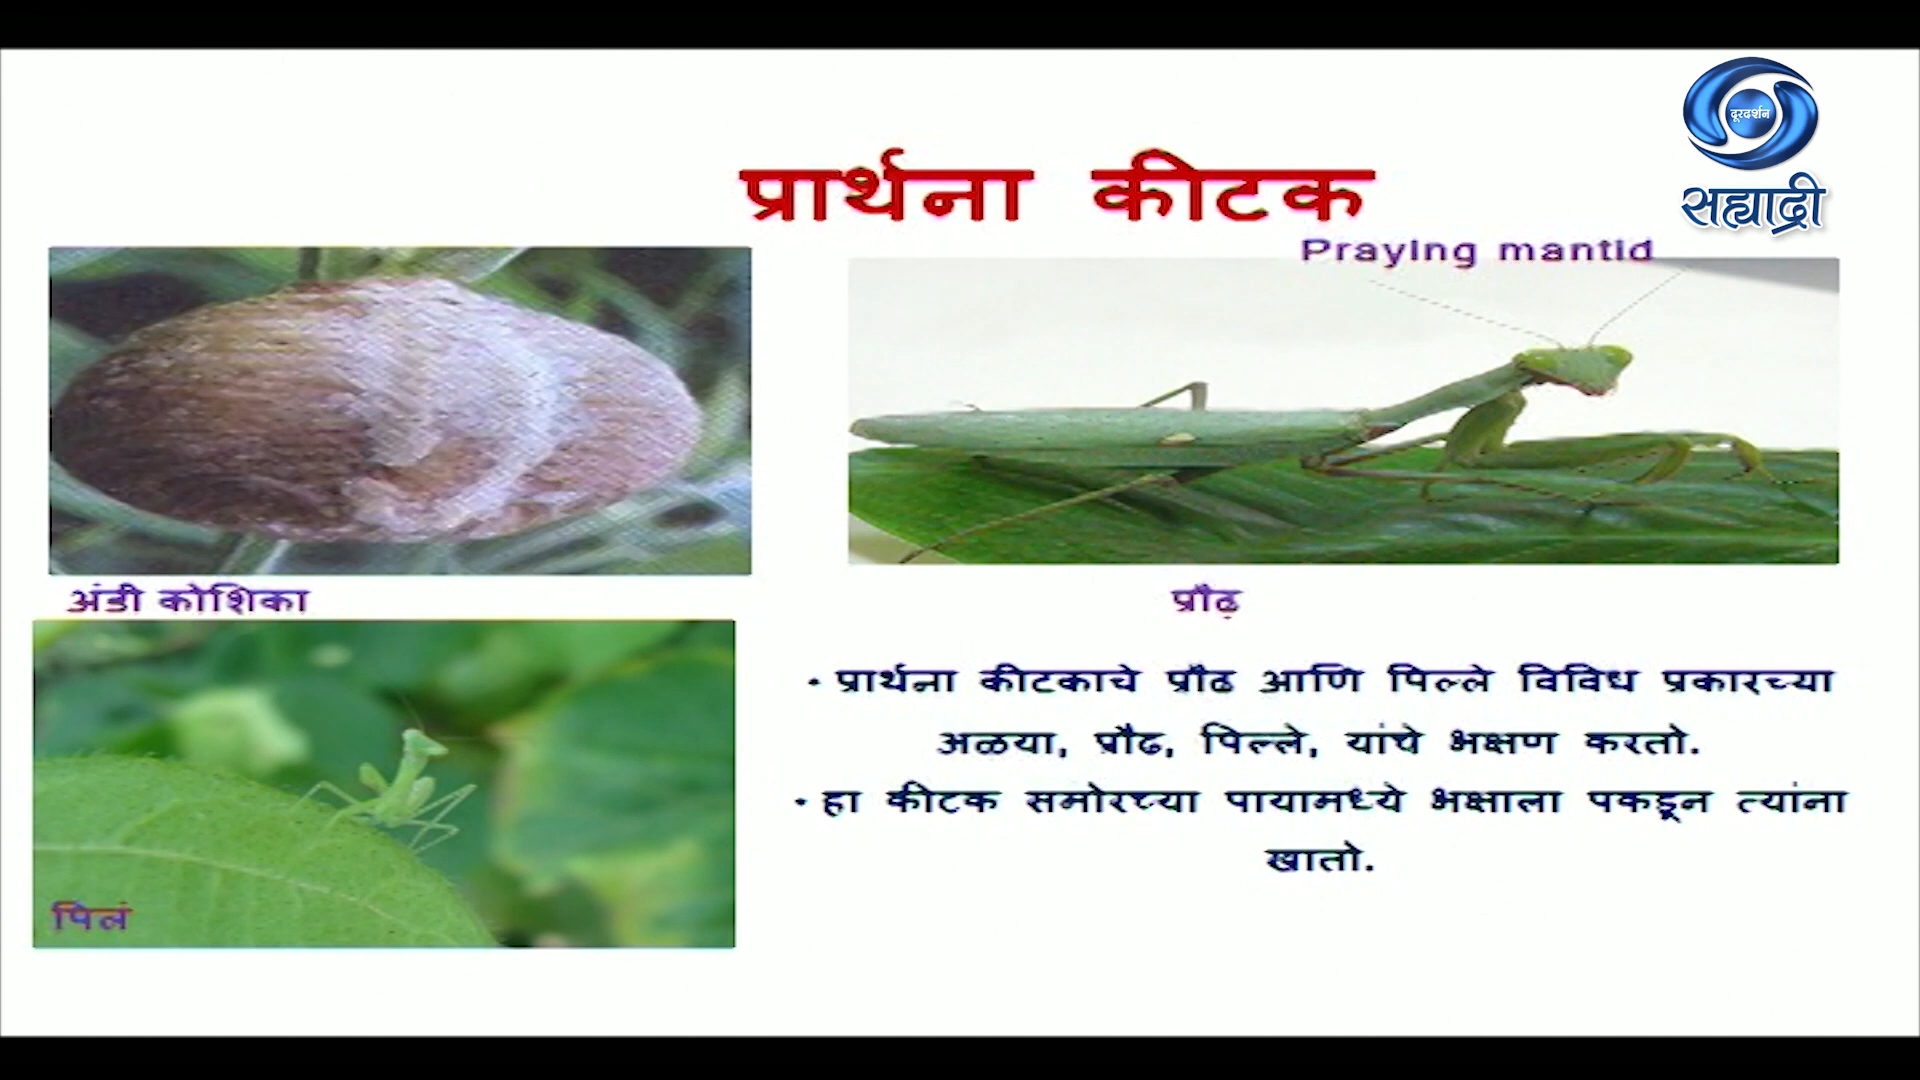 दूरदर्शन
सह्याद्री
प्रार्थना कीटक
Praying mantid
अंडी कोशिका
प्रौढ़
• प्रार्थना कीटकाचे प्रौढ आणि पिल्ले विविध प्रकारच्या
अळया, प्रौढ, पिल्ले, यांचे भक्षण करतो.
• हा कीटक समोरच्या पायामध्ये भक्षाला पकडून त्यांना
खातो.
पिलं